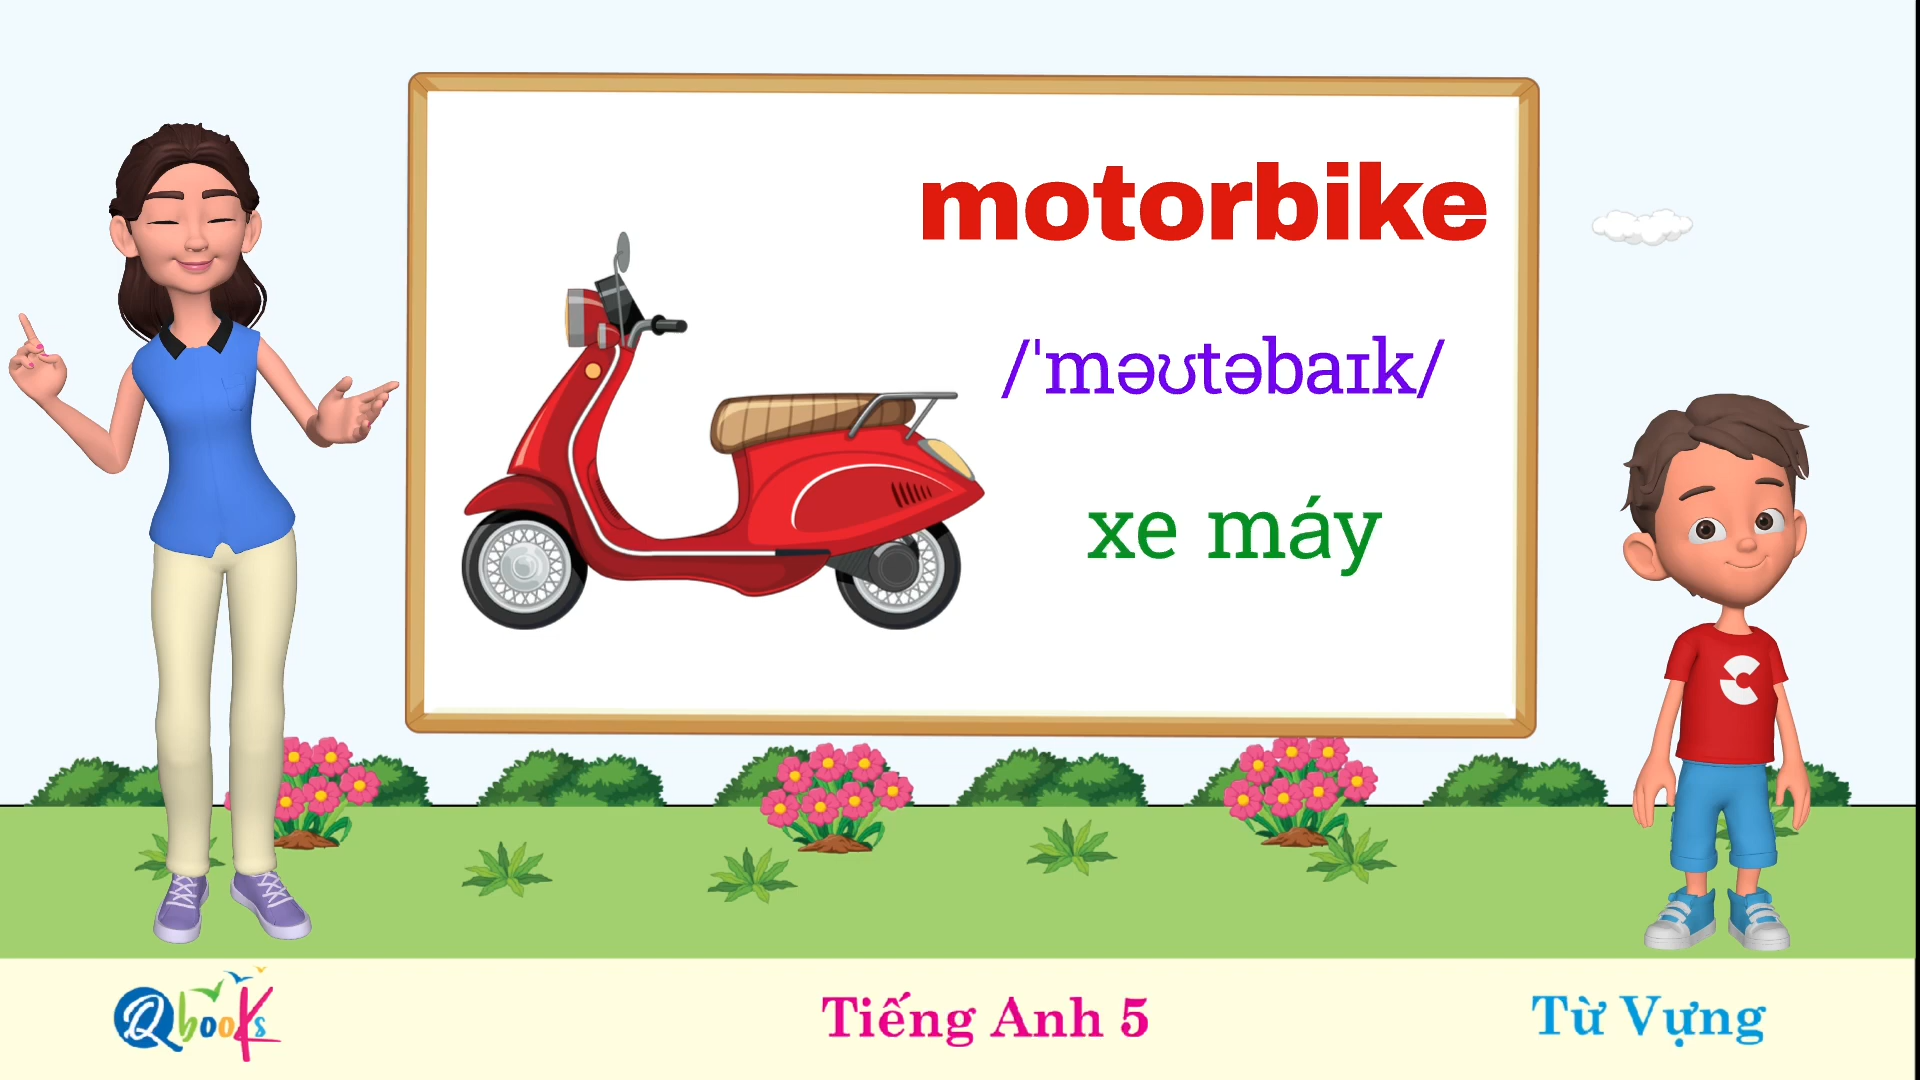 motorbike
/ˈməʊtəbaɪk/
xe máy
Qbooks
Tiếng Anh 5
Từ Vựng